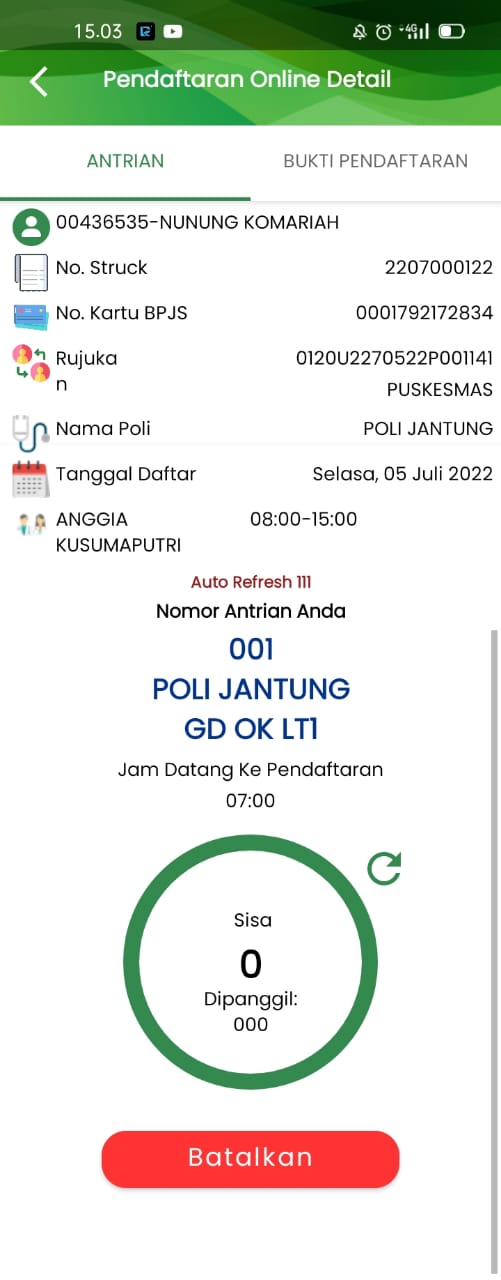 15.03
4G
Pendaftaran Online Detail
ANTRIAN
BUKTI PENDAFTARAN
00436535-NUNUNG KOMARIAH
No. Struck 2207000122
No. Kartu BPJS 0001792172834
Rujuka 0120U2270522P001141
n PUSKESMAS
Nama Poli POLI JANTUNG
Tanggal Daftar Selasa, 05 Juli 2022
ANGGIA 08:00-15:00
KUSUMAPUTRI
Auto Refresh 111
Nomor Antrian Anda
001
POLI JANTUNG
GD OK LT1
Jam Datang Ke Pendaftaran
07:00
Sisa
0
Dipanggil:
000
Batalkan